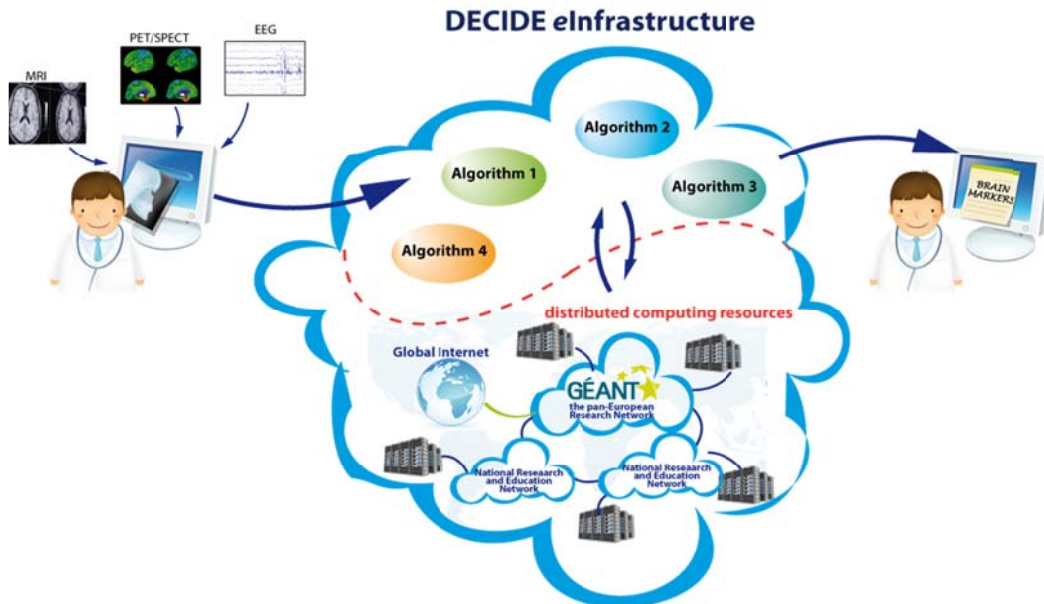 DECIDE eInfrastructure
PET/SPECT
EEG
MRI
Algorithm 2
Algorithm 1
Algorithm 3
Algorithm 4
BRAIN
MARKERS
distributed computing resources
Global Internet
GÉANT
the pan-European
Research Network
National Reseaarch
and Education
Network
National Research
and Education
Network